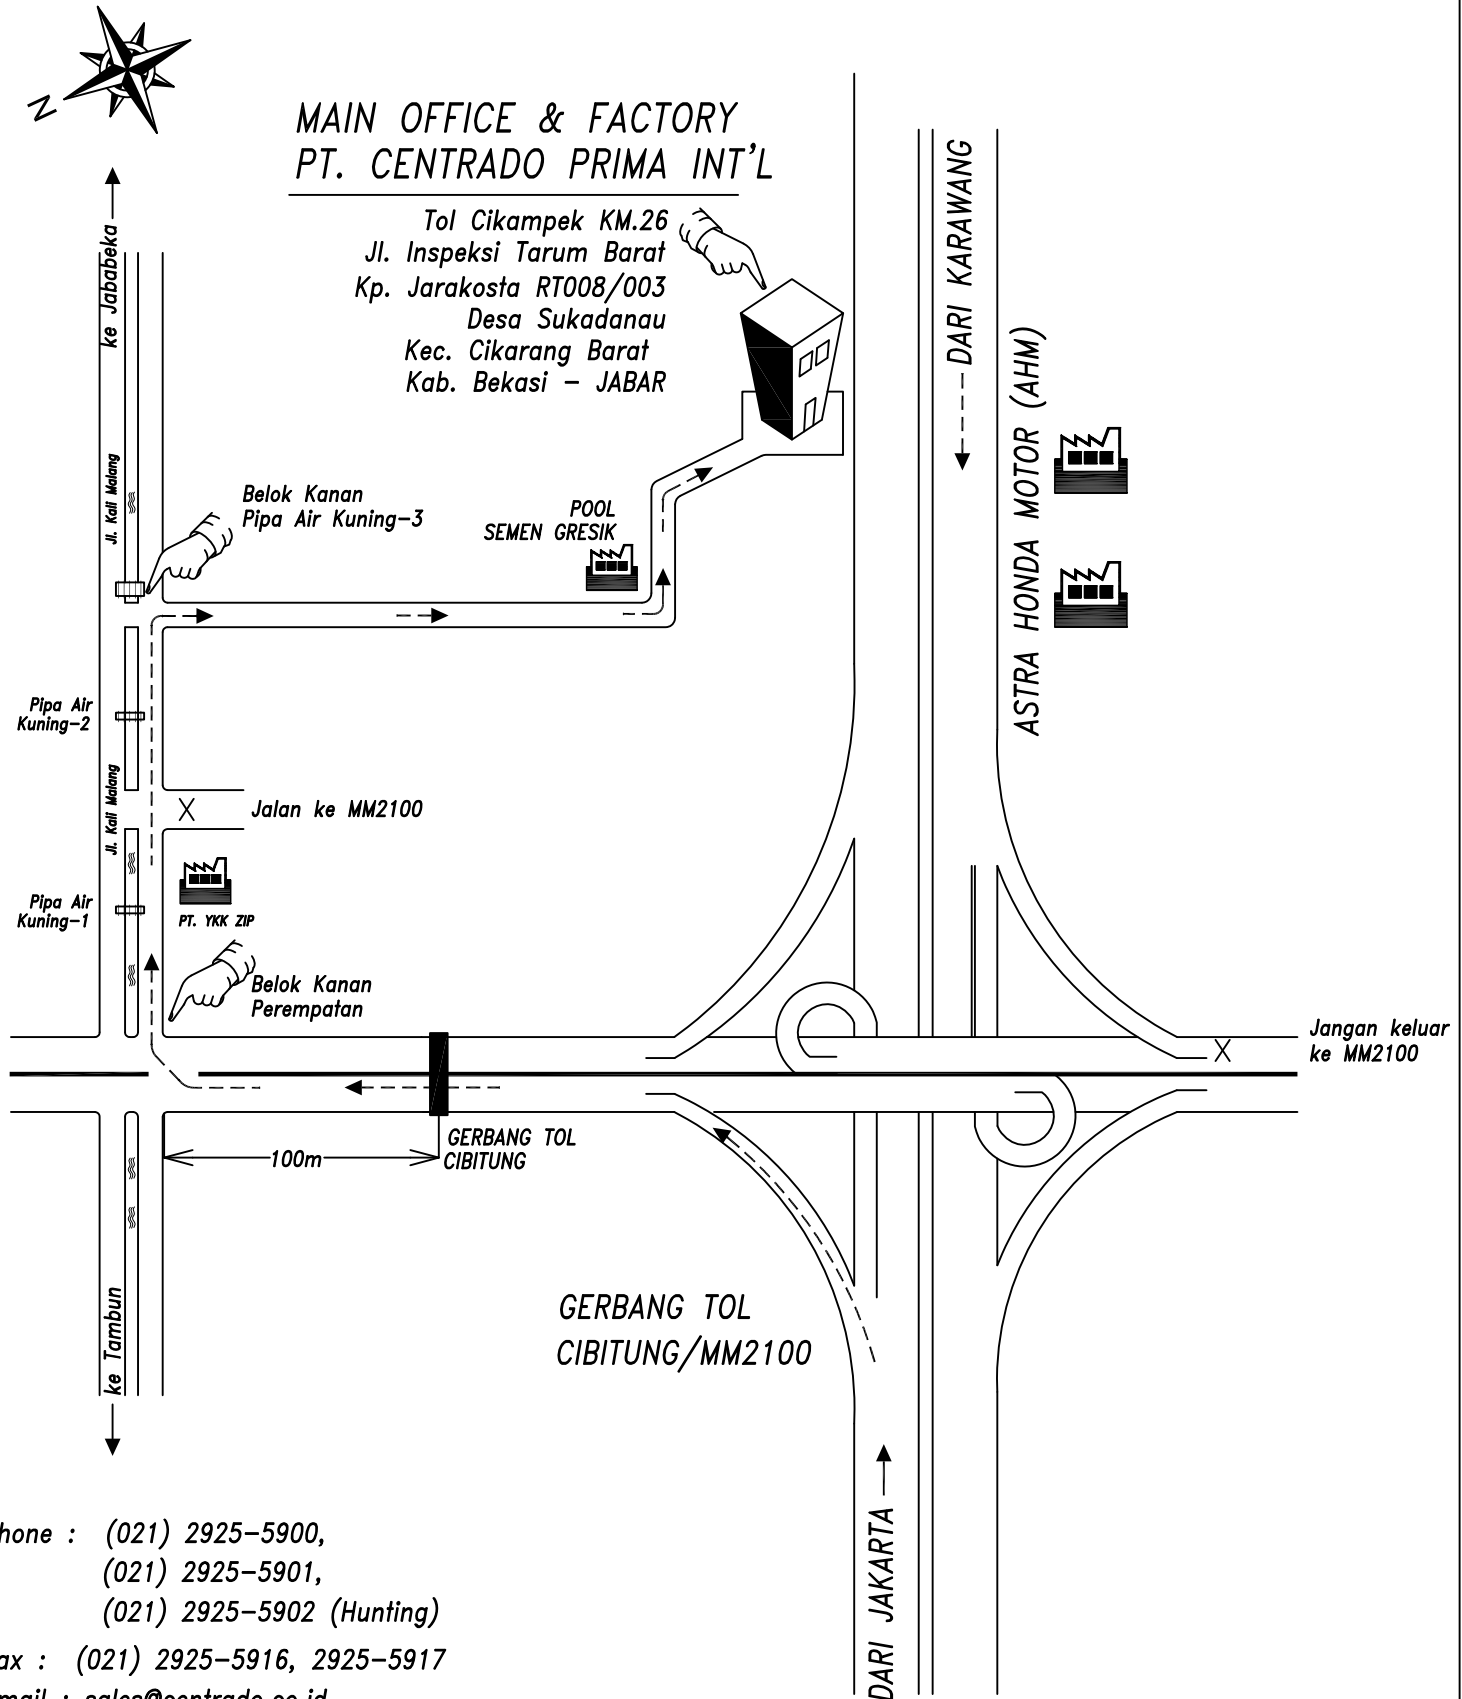 N
MAIN OFFICE & FACTORY
PT. CENTRADO PRIMA INT'L
Tol Cikampek KM.26
Jl. Inspeksi Tarum Barat
Kp. Jarakosta RT008/003
Desa Sukadanau
Kec. Cikarang Barat
Kab. Bekasi - JABAR
ke Jababeka
DARI KARAWANG
ASTRA HONDA MOTOR (AHM)
Jl. Kali Malang
Belok Kanan
Pipa Air Kuning-3
POOL
SEMEN GRESIK
Pipa Air
Kuning-2
Jl. Kali Malang
X Jalan ke MM2100
PT. YKK ZIP
Pipa Air
Kuning-1
Belok Kanan
Perempatan
X Jangan keluar
ke MM2100
100m
GERBANG TOL
CIBITUNG
GERBANG TOL
CIBITUNG/MM2100
ke Tambun
DARI JAKARTA
hone : (021) 2925-5900,
(021) 2925-5901,
(021) 2925-5902 (Hunting)
ax : (021) 2925-5916, 2925-5917
mail : sales@centrado.co.id